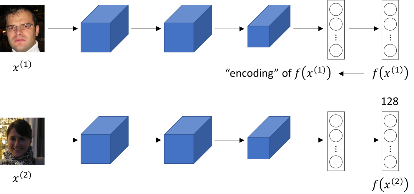 x⁽¹⁾
"encoding" of f(x⁽¹⁾)
f(x⁽¹⁾)
128
x⁽²⁾
f(x⁽²⁾)